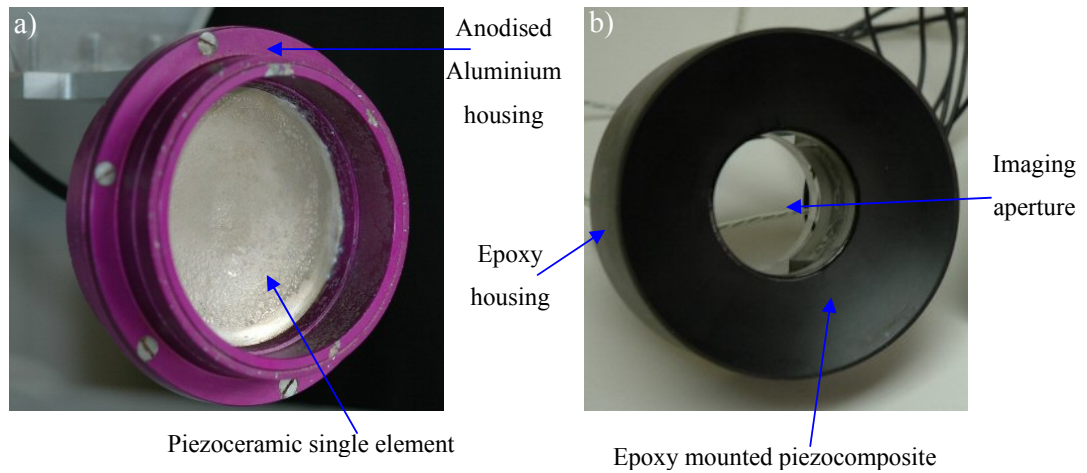 a)
Anodised
Aluminium
housing
Piezoceramic single element
b)
Imaging
aperture
Epoxy
housing
Epoxy mounted piezocomposite